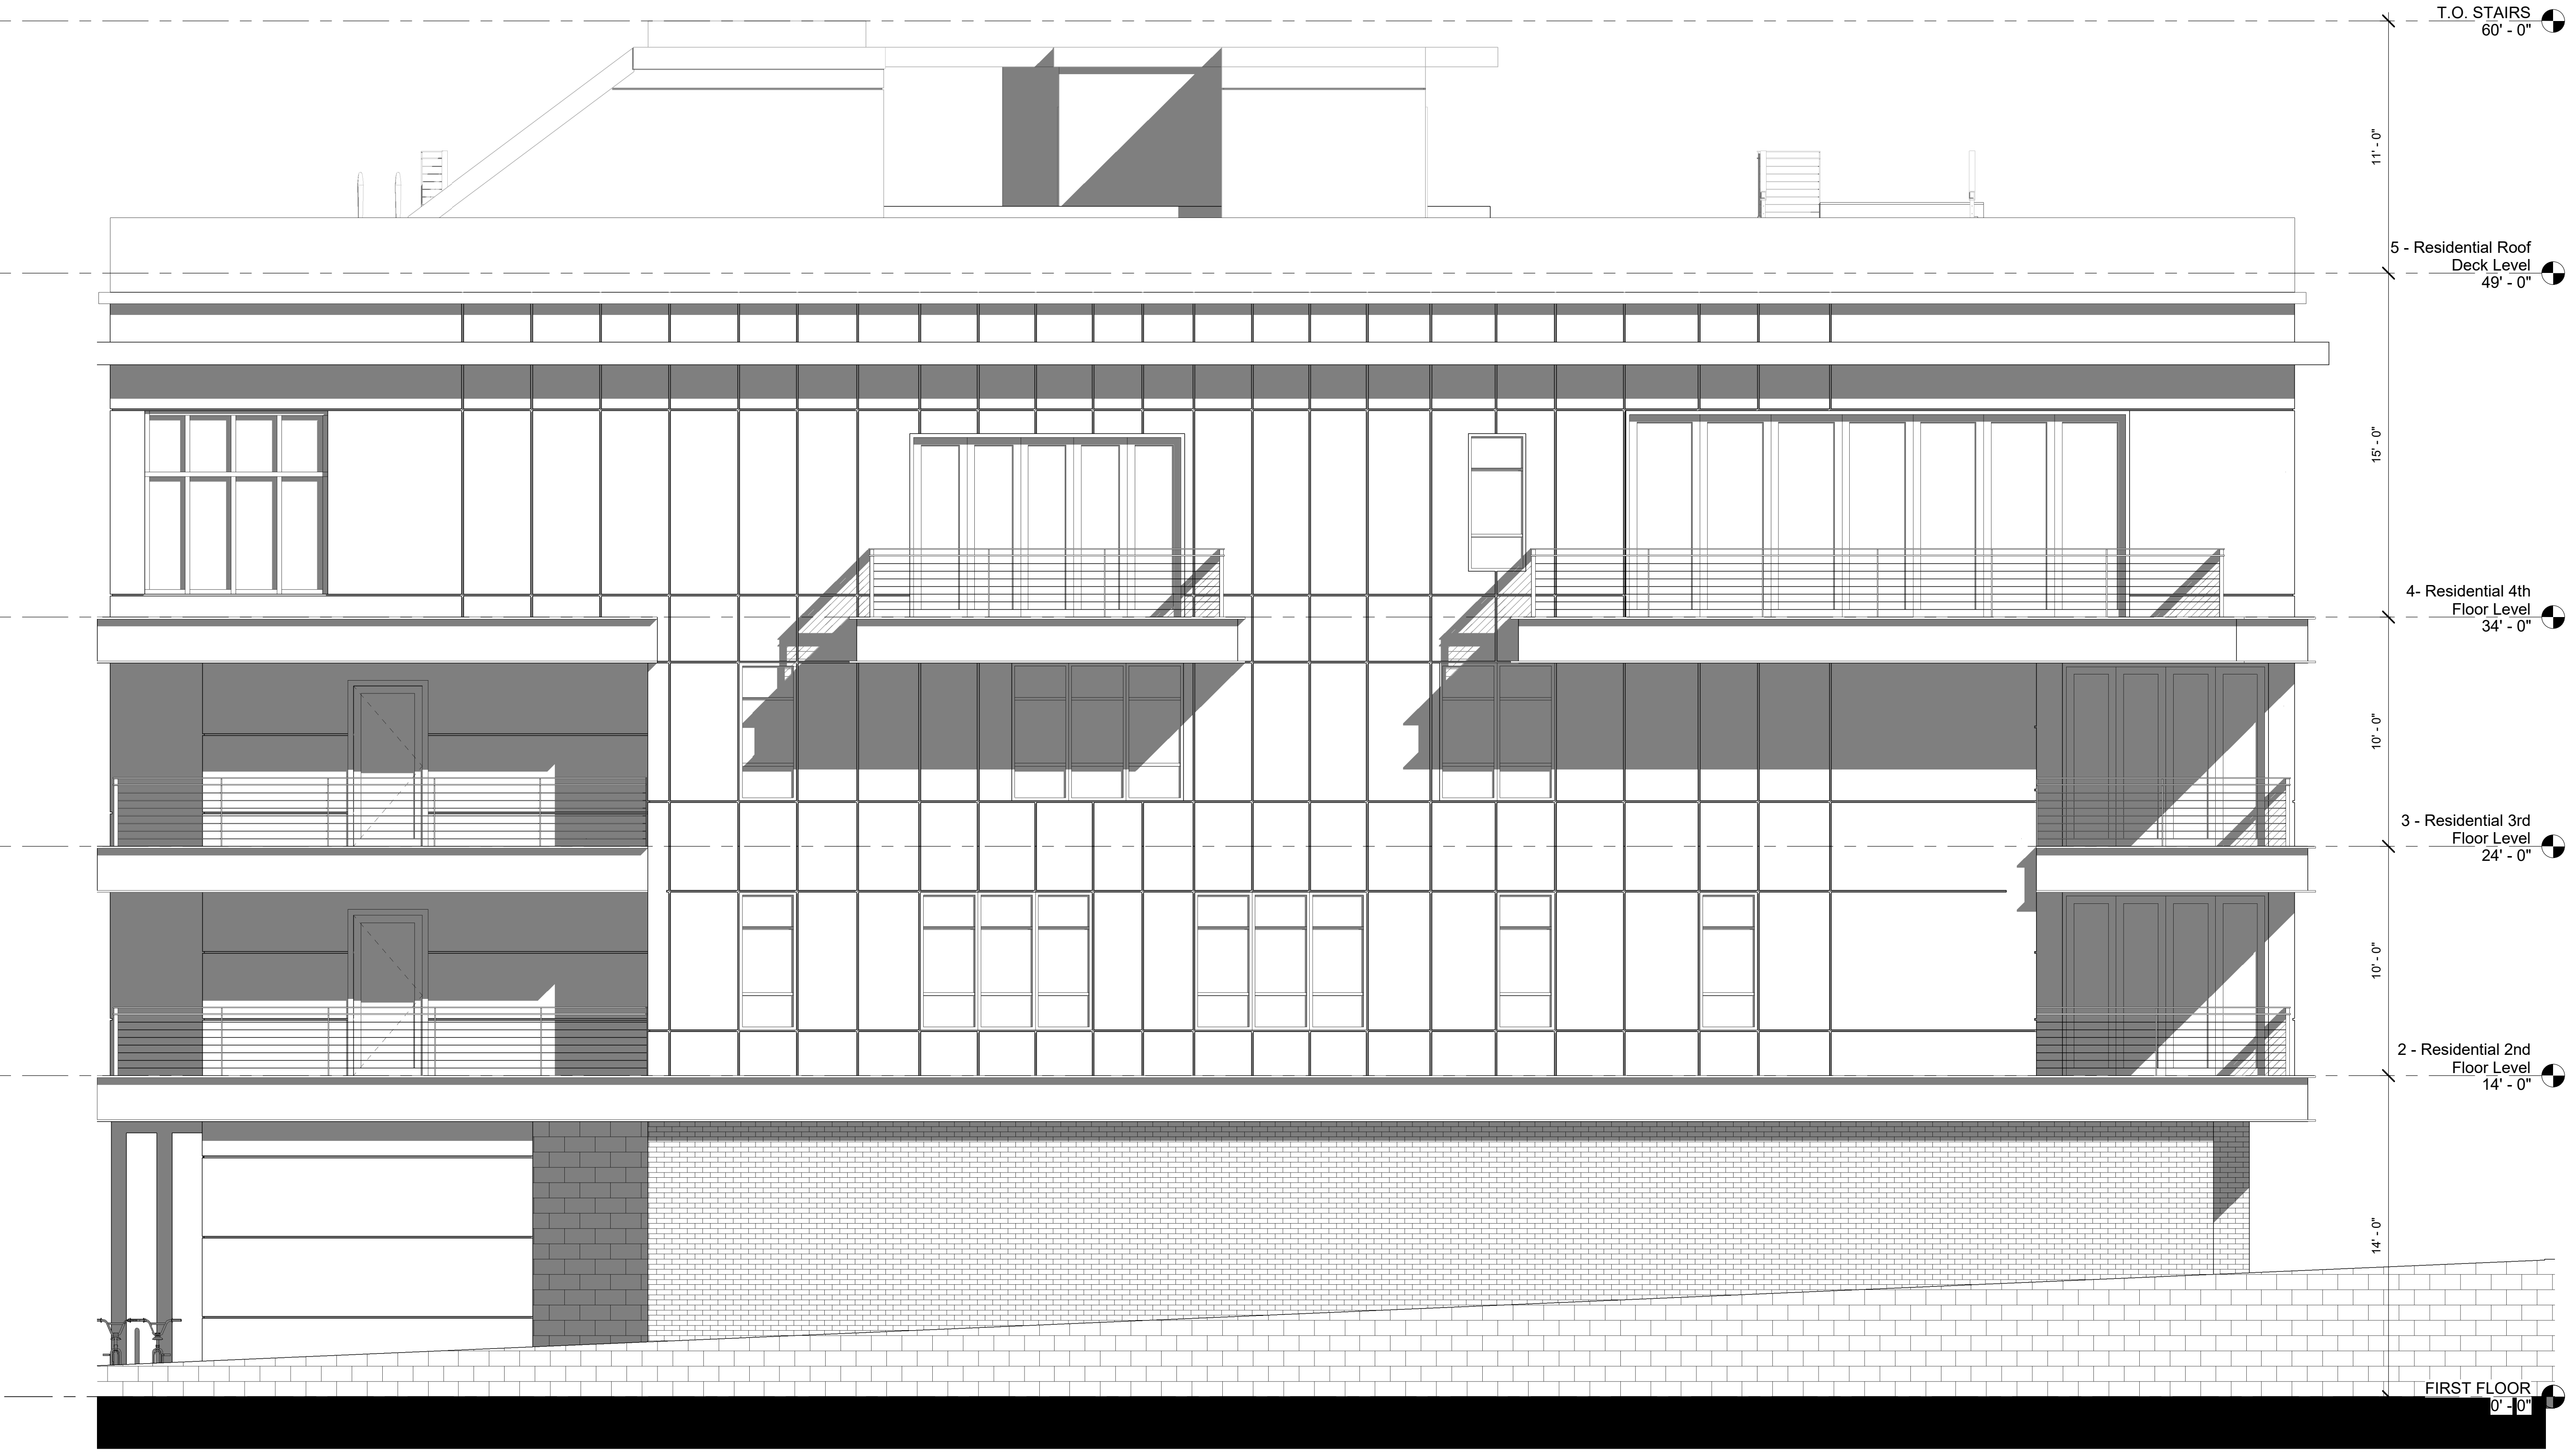 T.O. STAIRS
60' - 0"
11' - 0"
5 - Residential Roof
Deck Level
49' - 0"
15' - 0"
4- Residential 4th
Floor Level
34' - 0"
10' - 0"
3 - Residential 3rd
Floor Level
24' - 0"
10' - 0"
2 - Residential 2nd
Floor Level
14' - 0"
14' - 0"
FIRST FLOOR
0' - 0"